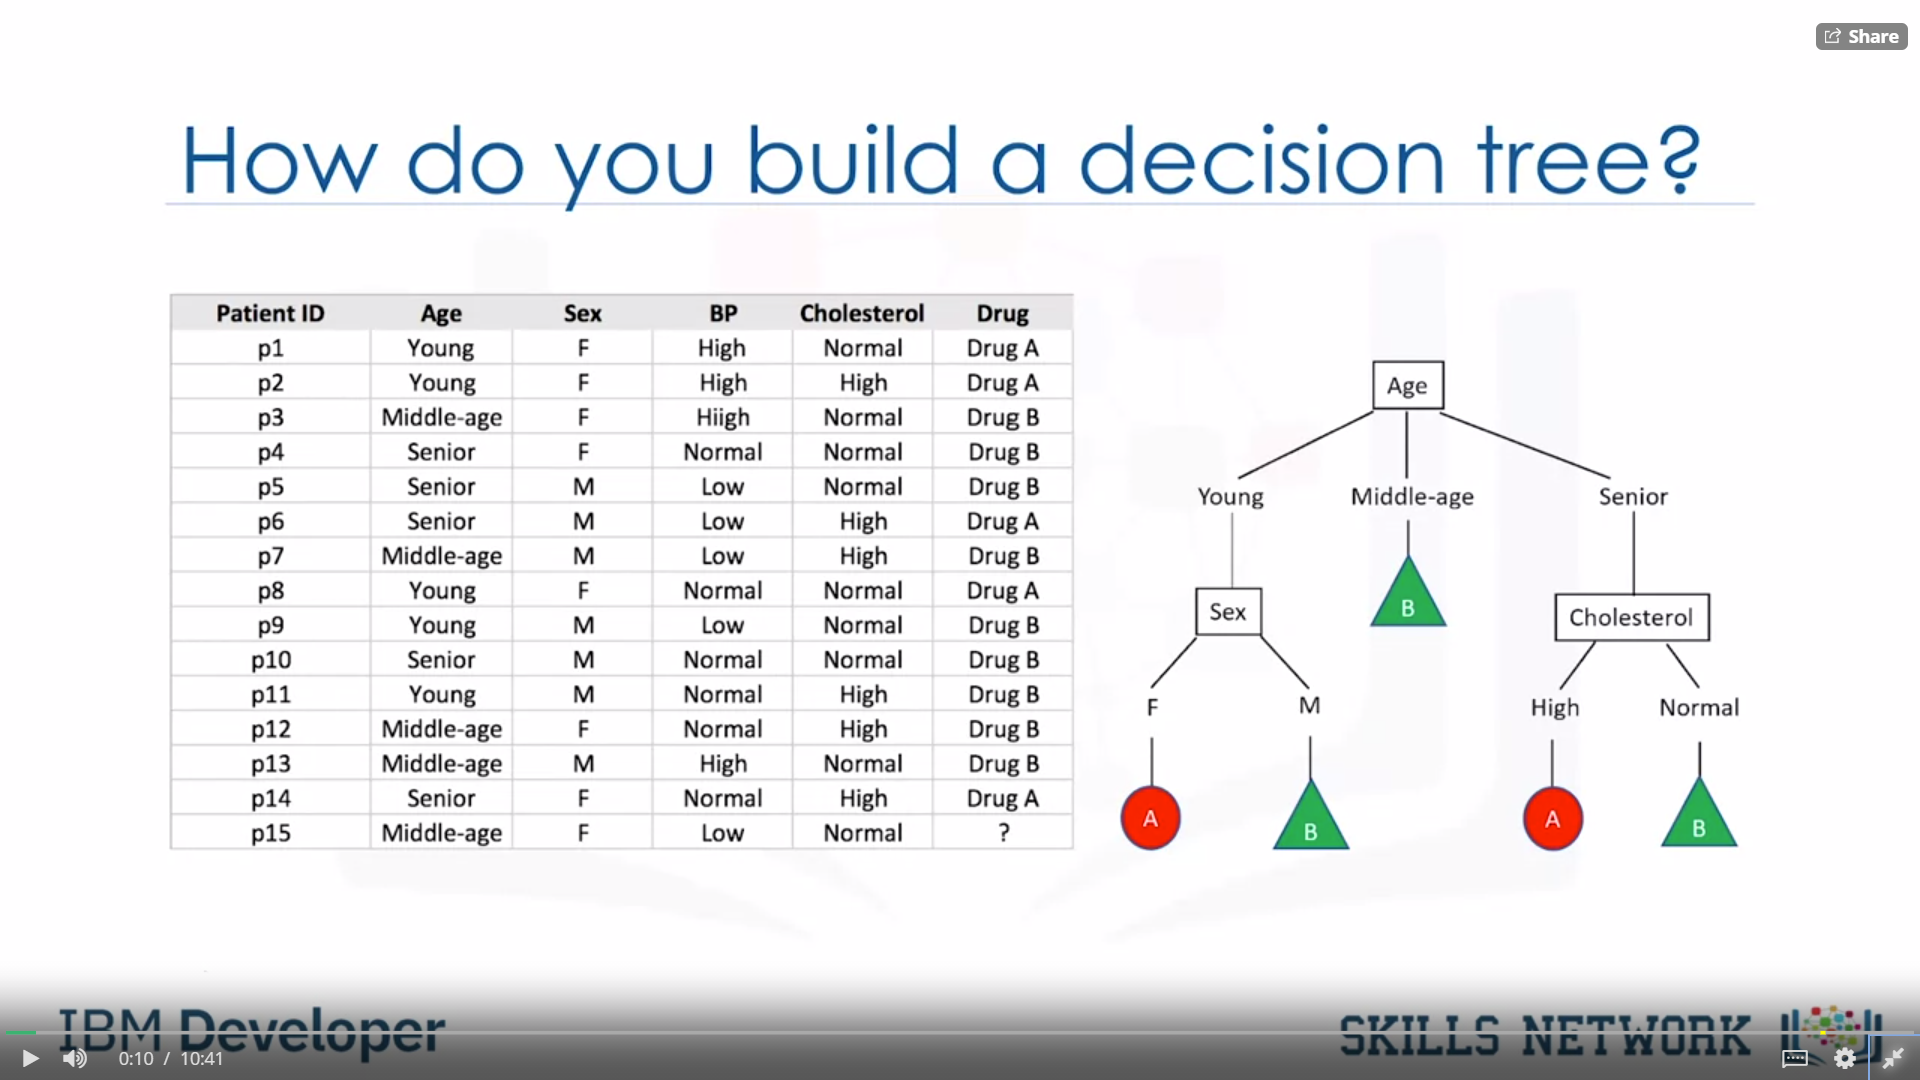 Share
How do you build a decision tree?
Patient ID Age Sex BP Cholesterol Drug
p1 Young F High Normal Drug A
p2 Young F High High Drug A
p3 Middle-age F Hiigh Normal Drug B
p4 Senior F Normal Normal Drug B
p5 Senior M Low Normal Drug B
p6 Senior M Low High Drug A
p7 Middle-age M Low High Drug B
p8 Young F Normal Normal Drug A
p9 Young M Low Normal Drug B
p10 Senior M Normal Normal Drug B
p11 Young M Normal High Drug B
p12 Middle-age F Normal High Drug B
p13 Middle-age M High Normal Drug B
p14 Senior F Normal High Drug A
p15 Middle-age F Low Normal ?
Age
Young Middle-age Senior
Sex B Cholesterol
F M High Normal
A B A B
IBM Developer
SKILLS NETWORK
0:10 / 10:41